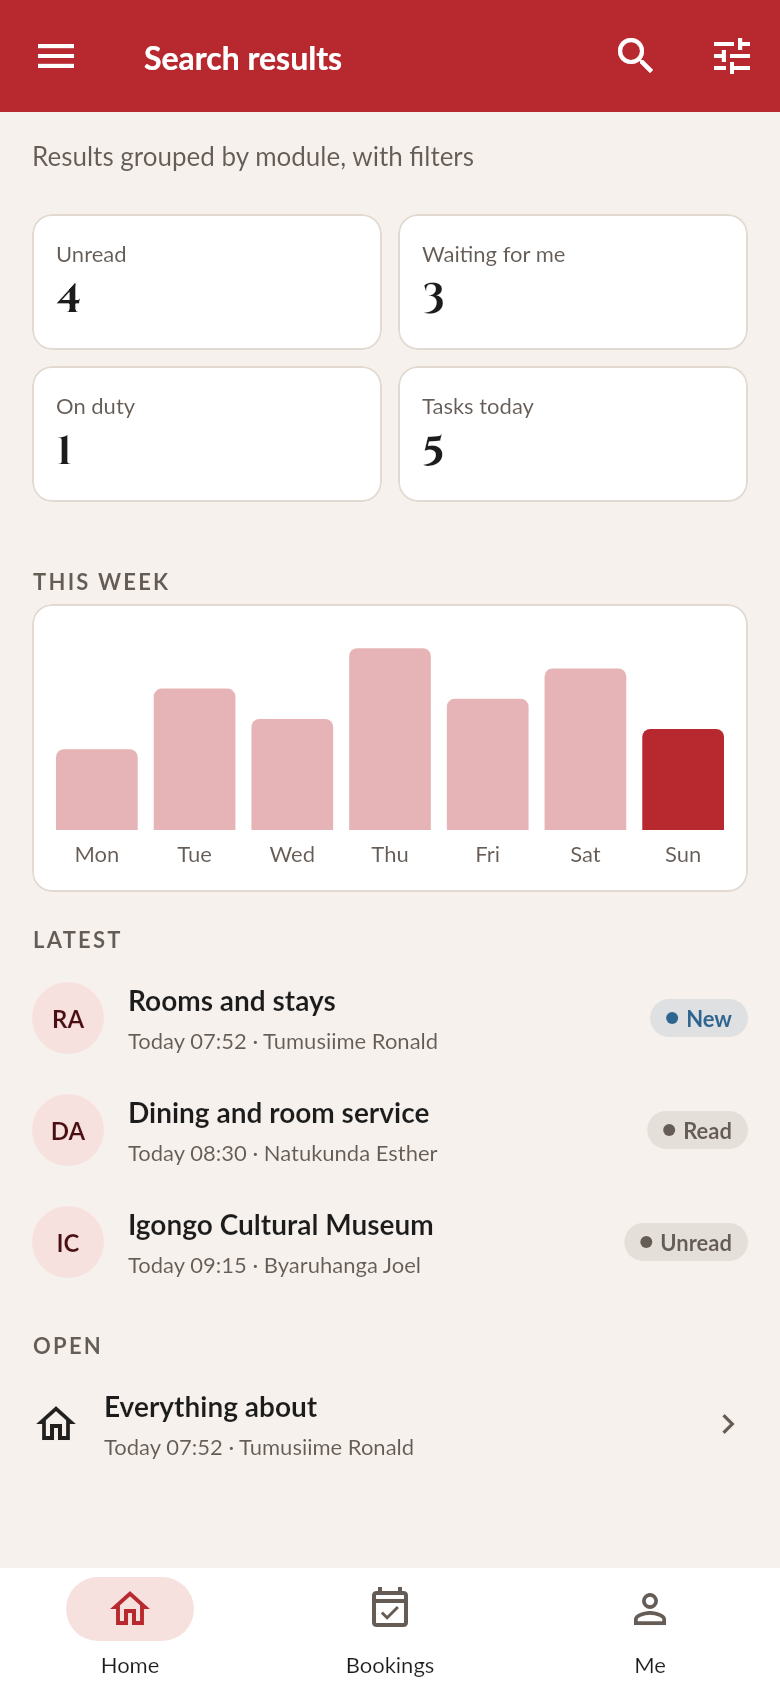 Search results
Results grouped by module, with filters
Unread
4
Waiting for me
3
On duty
1
Tasks today
5
THIS WEEK
Mon Tue Wed Thu Fri Sat Sun
LATEST
RA
Rooms and stays
Today 07:52 · Tumusiime Ronald
New
DA
Dining and room service
Today 08:30 · Natukunda Esther
Read
IC
Igongo Cultural Museum
Today 09:15 · Byaruhanga Joel
Unread
OPEN
Everything about
Today 07:52 · Tumusiime Ronald
Home Bookings Me